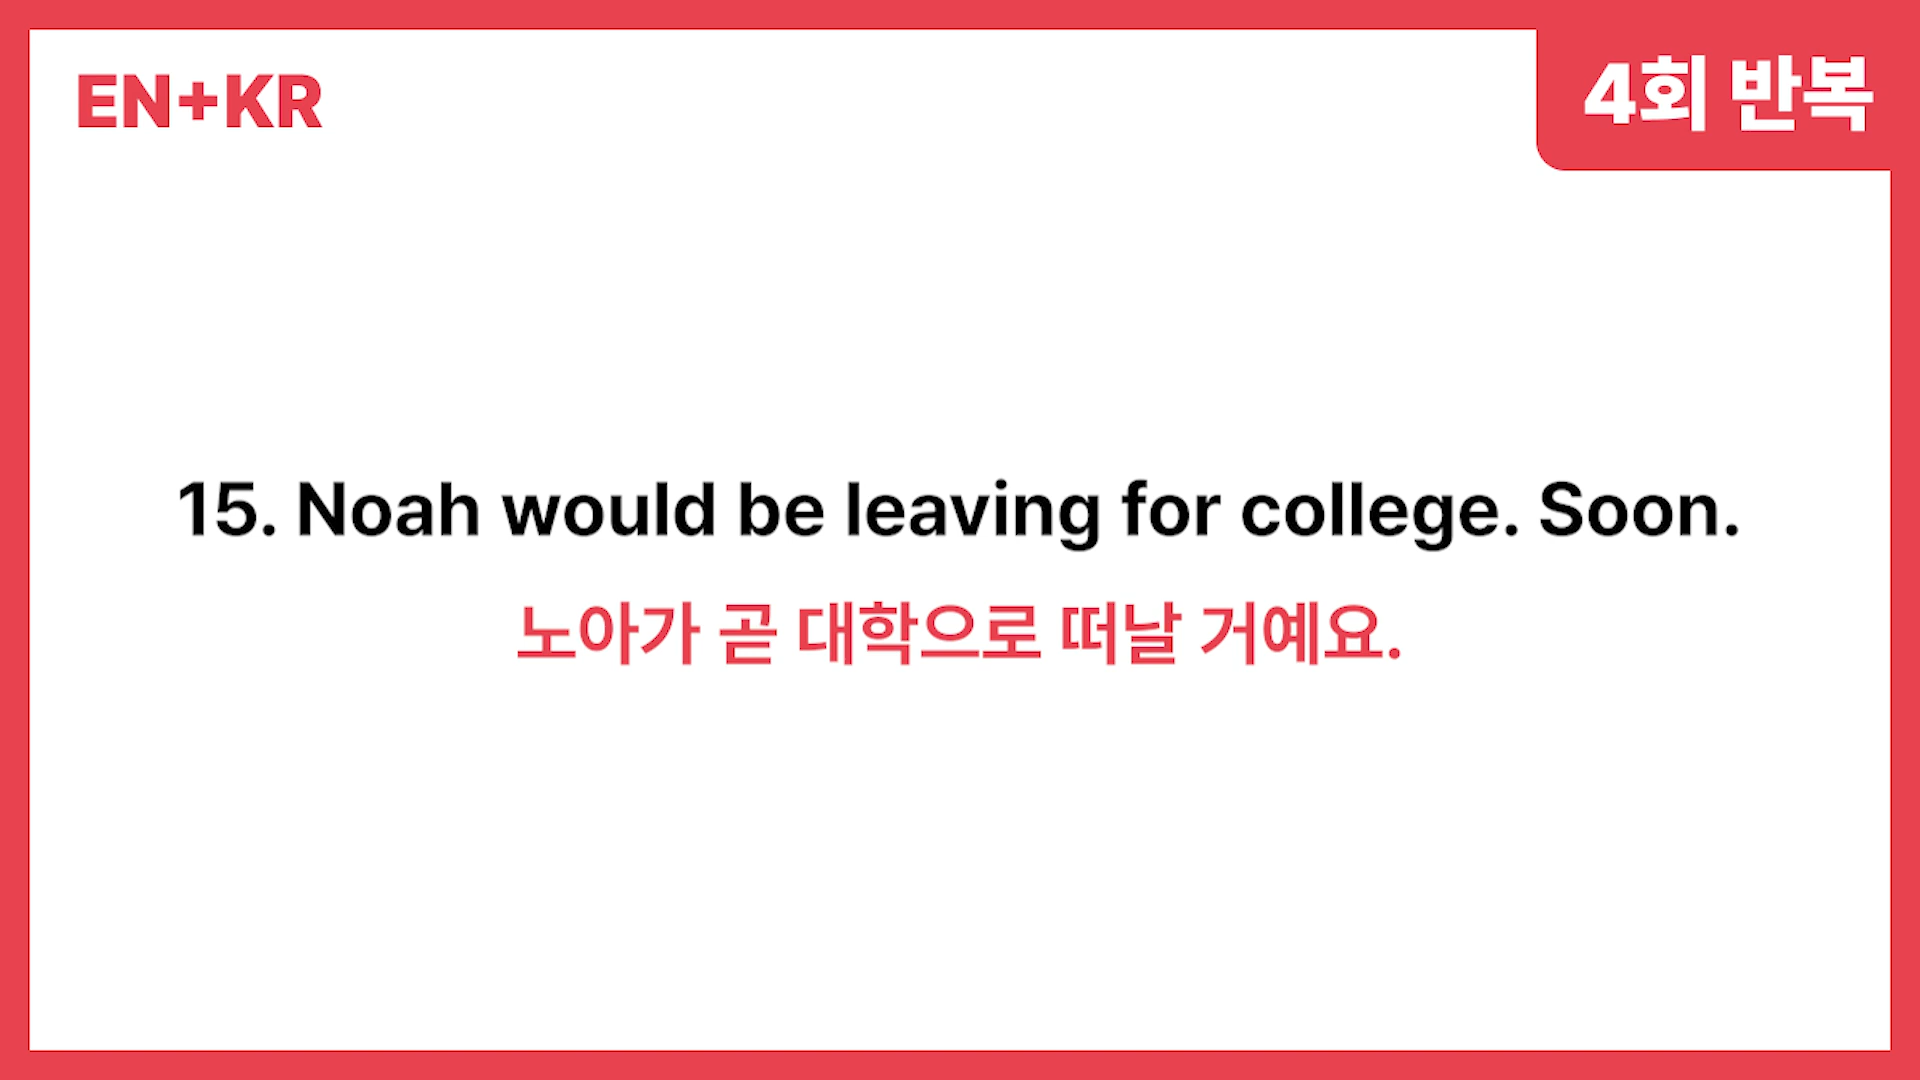 EN+KR
4회 반복
15. Noah would be leaving for college. Soon.
노아가 곧 대학으로 떠날 거예요.